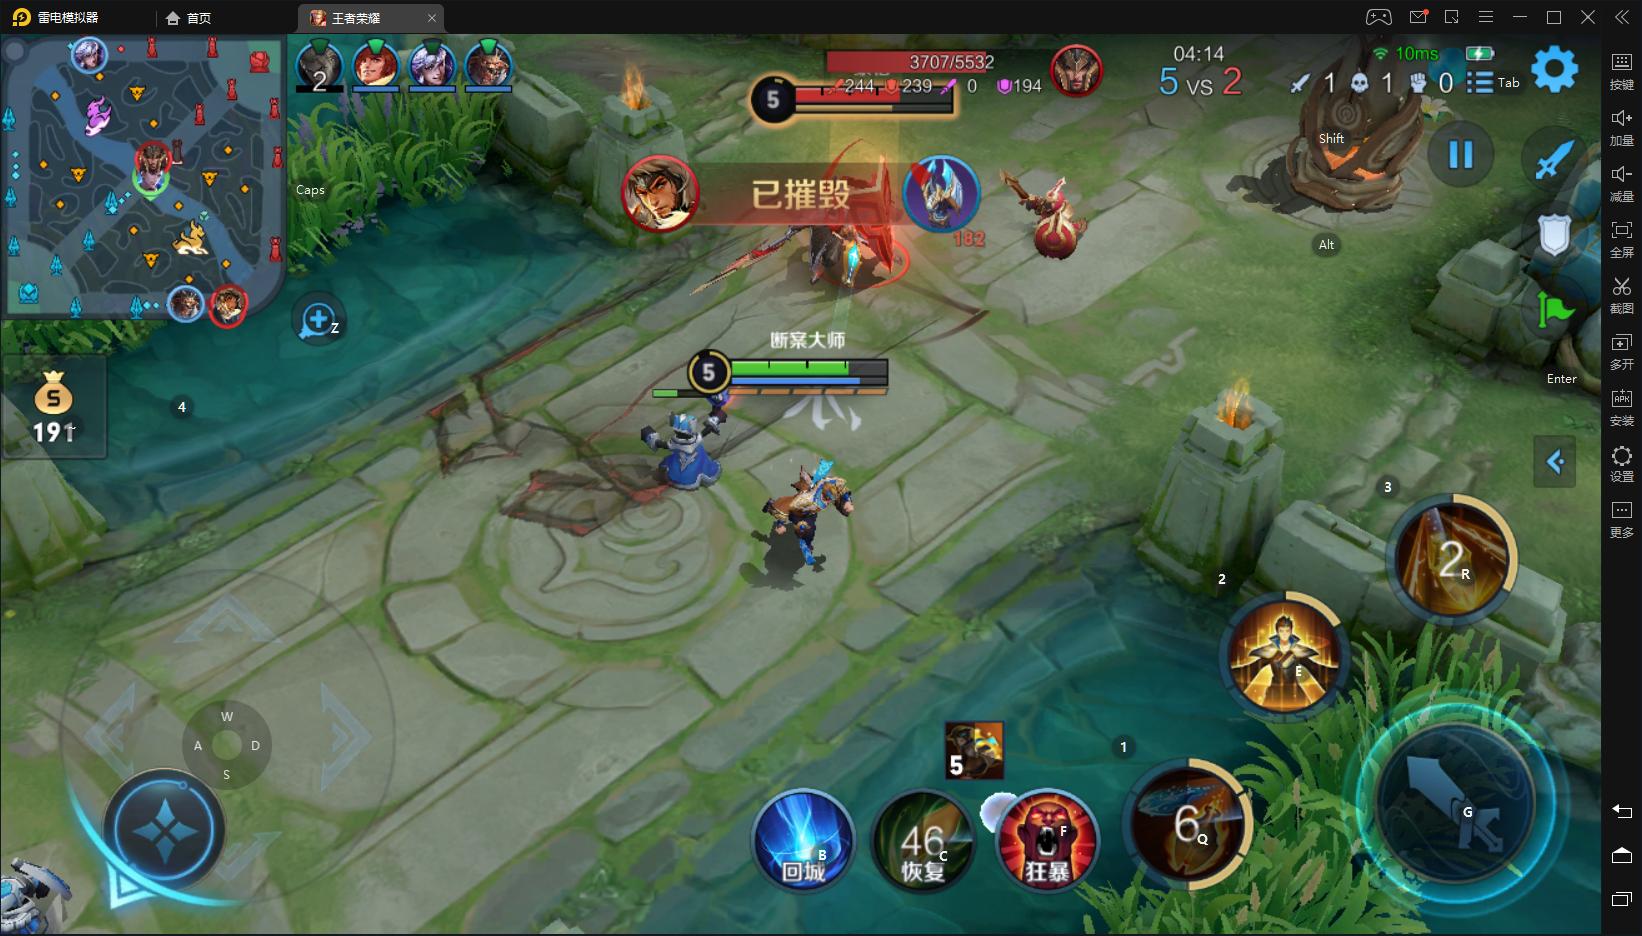 雷电模拟器
首页
王者荣耀
3707/5532
244 239 0 194
04:14
5 VS 2
10ms
1 1 0 Tab
2
5
Shift
Caps
已摧毁
182
Alt
Z
断案大师
5
Enter
191
4
3
2
2 R
E
W
A D
S
5
1
回城 B
46 C
恢复
狂暴 F
6 Q
G
按键
加量
减量
全屏
截图
多开
安装
设置
更多
APK
S